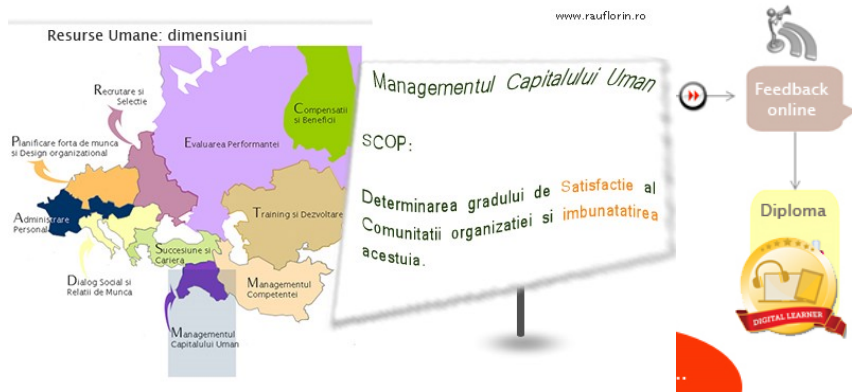 www.rauflorin.ro
Resurse Umane: dimensiuni
Recrutare si
Selectie
Compensatii
si Beneficii
Planificare forta de munca
si Design organizational
Evaluarea Performantei
Administrare
Personal
Training si Dezvoltare
Succesiune si
Cariera
Dialog Social si
Relatii de Munca
Managementul
Competentei
Managementul
Capitalului Uman
Managementul Capitalului Uman
SCOP:
Determinarea gradului de Satisfactie al
Comunitatii organizatiei si imbunatatirea
acestuia.
Feedback
online
Diploma
DIGITAL LEARNER
..